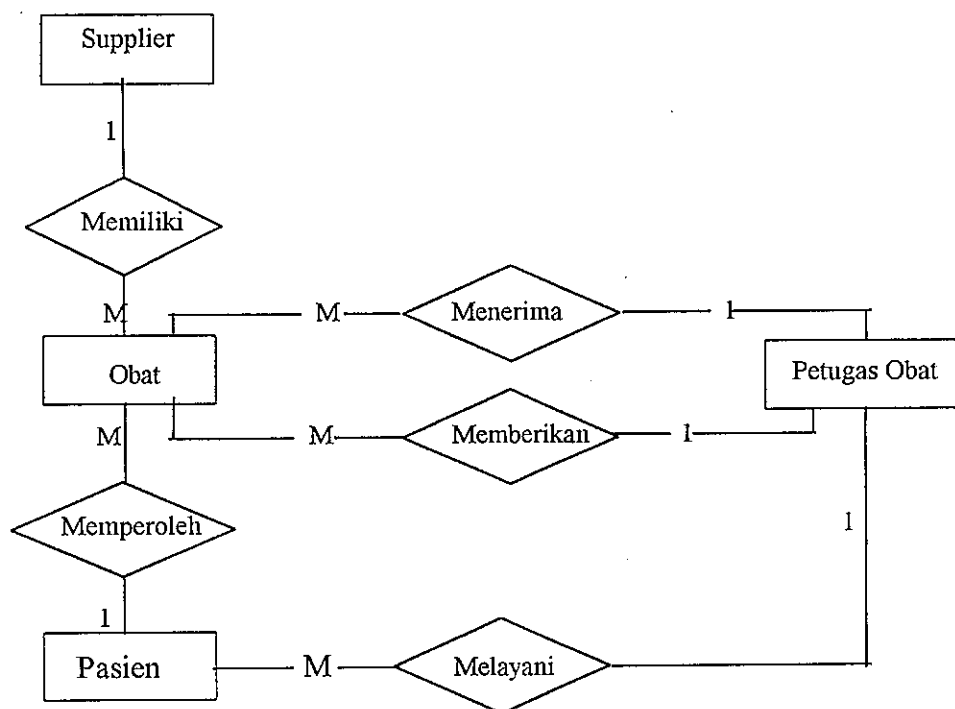 Supplier
1
Memiliki
M
M Menerima 1
Obat Petugas Obat
M
M Memberikan 1
Memperoleh
1
1
Pasien M Melayani